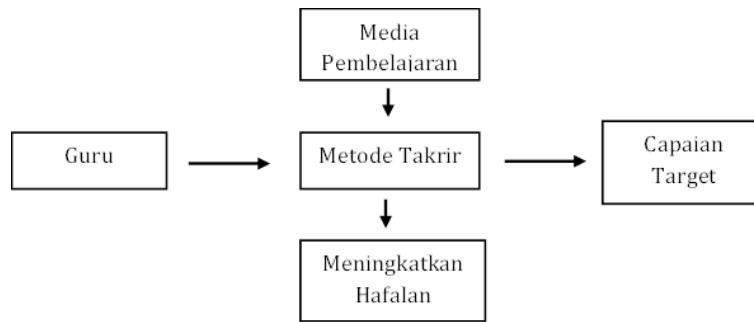 Media
Pembelajaran
Guru
Metode Takrir
Capaian
Target
Meningkatkan
Hafalan